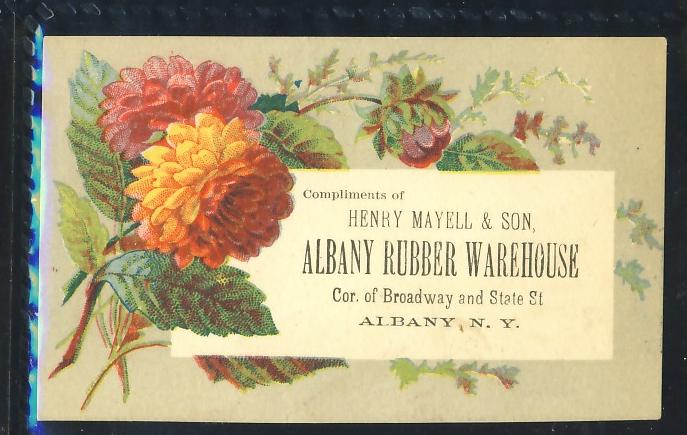 Compliments of
HENRY MAYELL & SON,
ALBANY RUBBER WAREHOUSE
Cor. of Broadway and State St
ALBANY, N. Y.